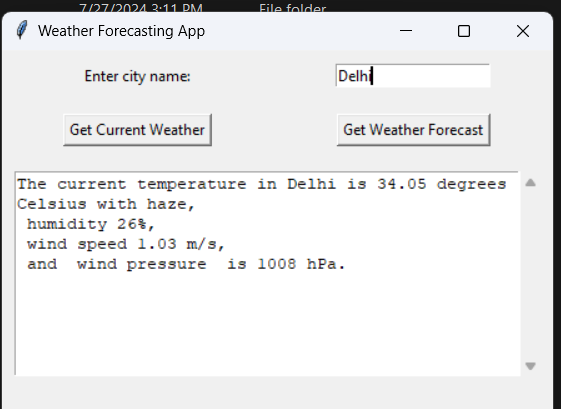 7/27/2024 3:11 PM File folder
Weather Forecasting App
Enter city name: Delhi
Get Current Weather Get Weather Forecast
The current temperature in Delhi is 34.05 degrees
Celsius with haze,
humidity 26%,
wind speed 1.03 m/s,
and  wind pressure  is 1008 hPa.